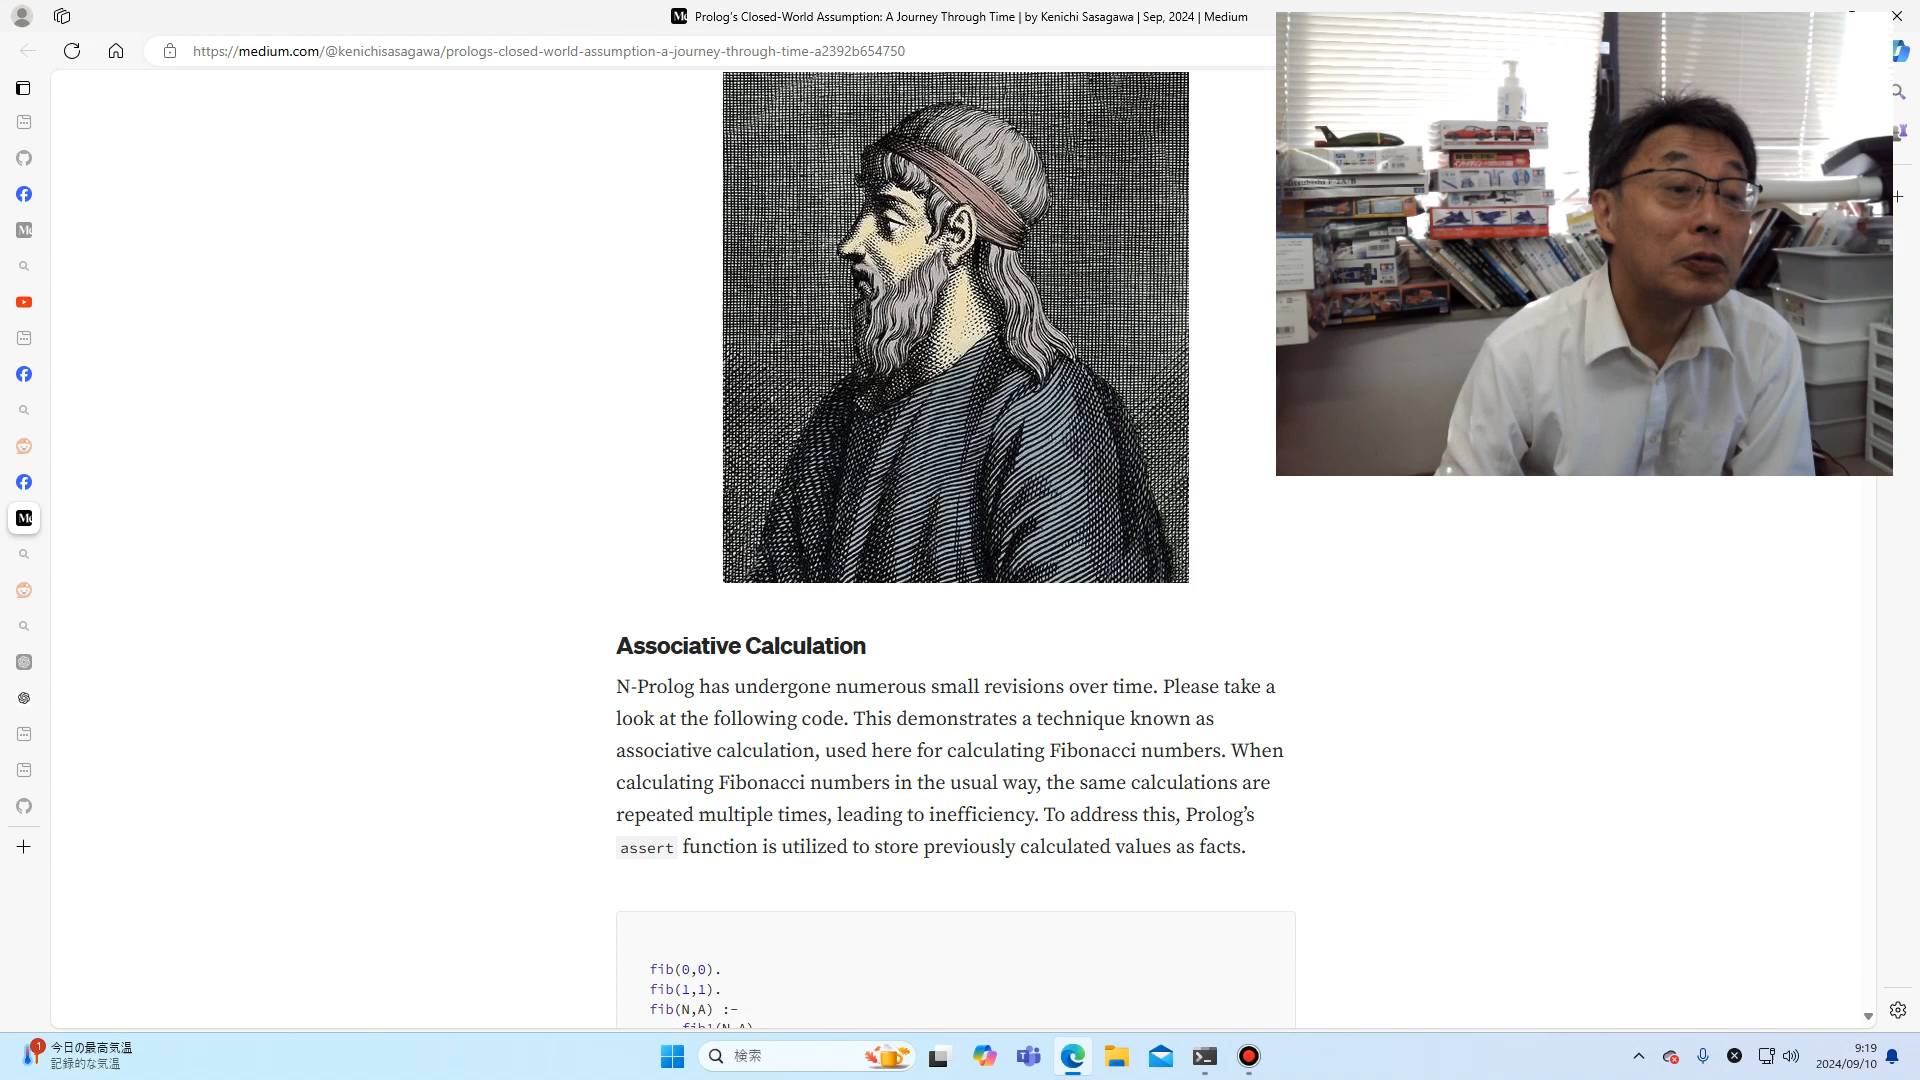 Prolog's Closed-World Assumption: A Journey Through Time | by Kenichi Sasagawa | Sep, 2024 | Medium
https://medium.com/@kenichisasagawa/prologs-closed-world-assumption-a-journey-through-time-a2392b654750
Associative Calculation
N-Prolog has undergone numerous small revisions over time. Please take a
look at the following code. This demonstrates a technique known as
associative calculation, used here for calculating Fibonacci numbers. When
calculating Fibonacci numbers in the usual way, the same calculations are
repeated multiple times, leading to inefficiency. To address this, Prolog’s
assert function is utilized to store previously calculated values as facts.
fib(0,0).
fib(1,1).
fib(N,A) :-
1
今日の最高気温
記録的な気温
検索
9:19
2024/09/10